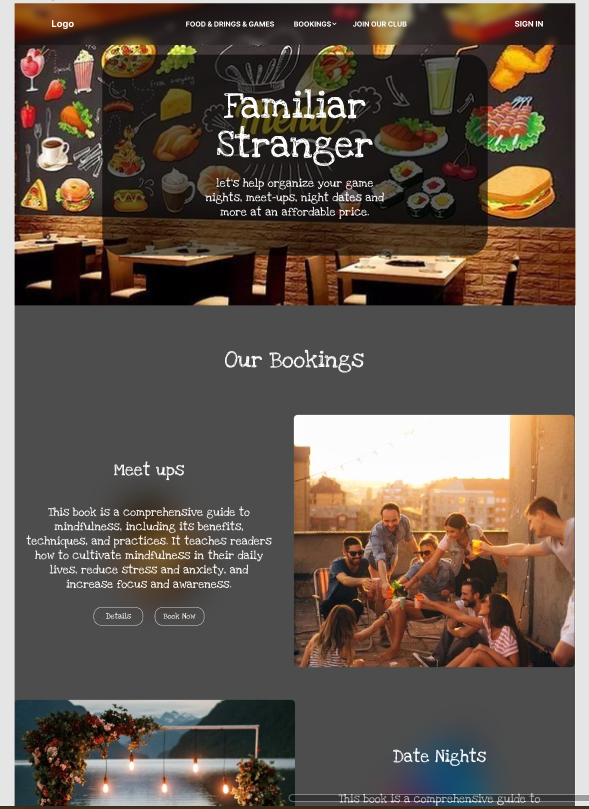 Logo
FOOD & DRINGS & GAMES
BOOKINGS
JOIN OUR CLUB
SIGN IN
Special
menu
Familiar
Stranger
let's help organize your game
nights, meet-ups, night dates and
more at an affordable price.
Our Bookings
Meet ups
This book is a comprehensive guide to
mindfulness, including its benefits,
techniques, and practices. It teaches readers
how to cultivate mindfulness in their daily
lives, reduce stress and anxiety, and
increase focus and awareness.
Details
Book Now
Date Nights
This book is a comprehensive guide to